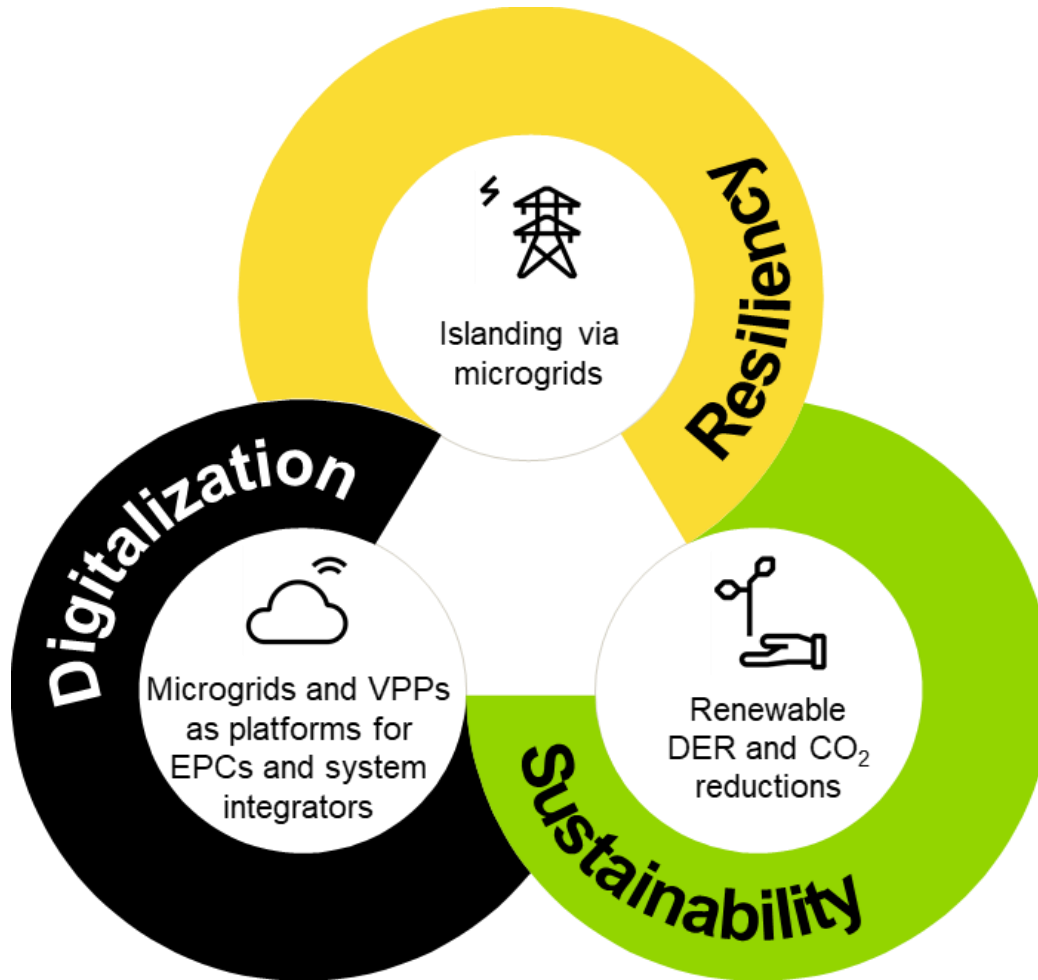 Resiliency
Islanding via
microgrids
Digitalization
Microgrids and VPPs
as platforms for
EPCs and system
integrators
Renewable
DER and CO₂
reductions
Sustainability